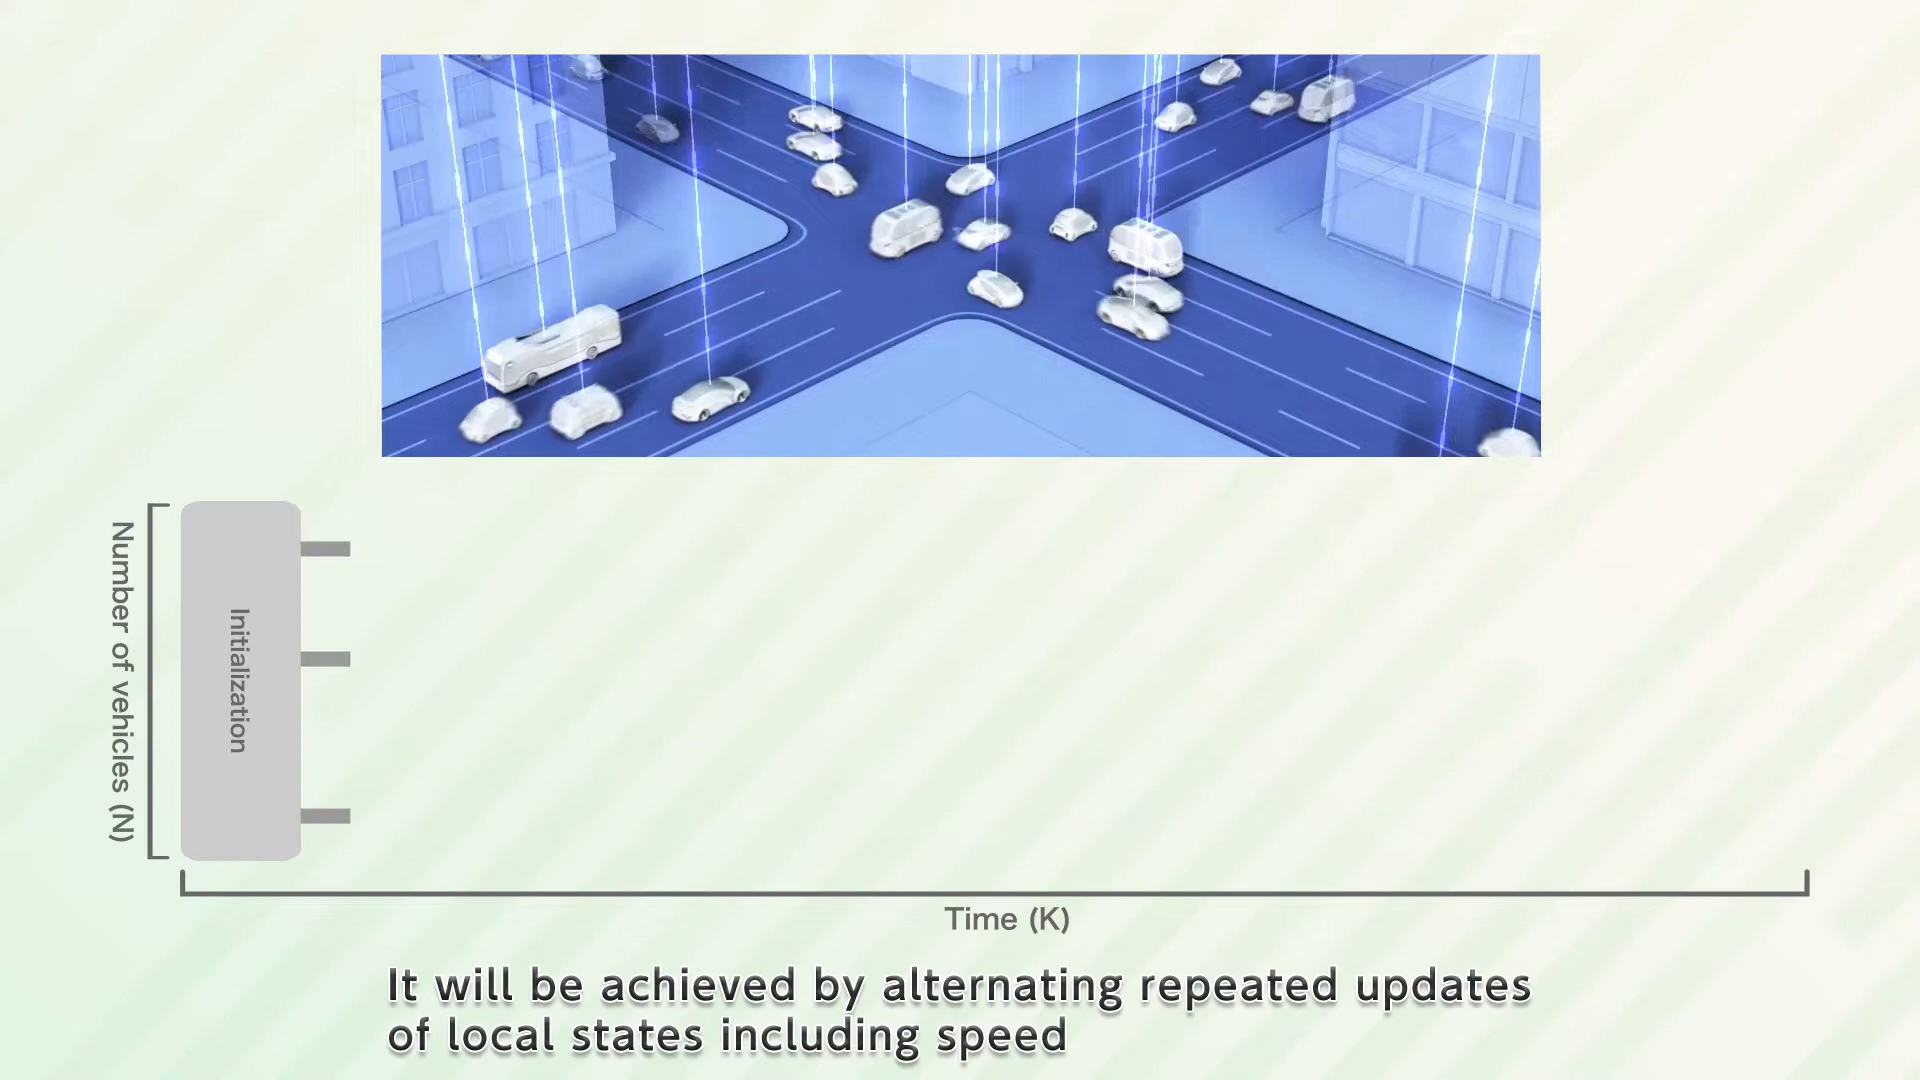 Number of vehicles (N)
Initialization
Time (K)
It will be achieved by alternating repeated updates
of local states including speed